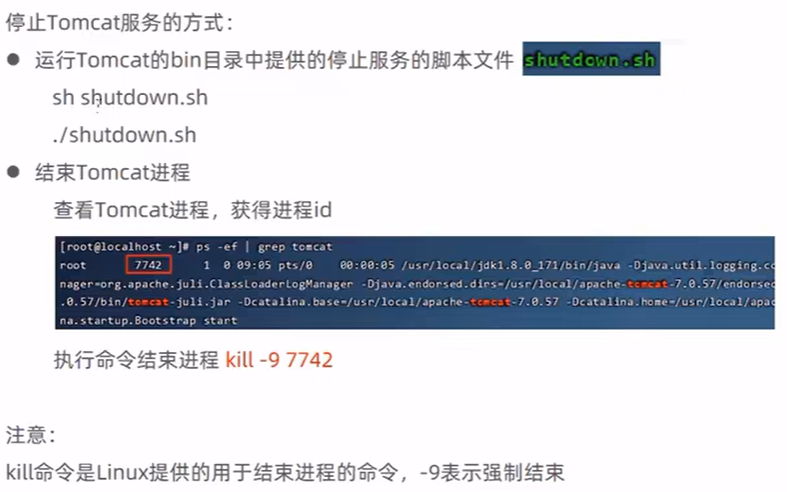 停止Tomcat服务的方式：
● 运行Tomcat的bin目录中提供的停止服务的脚本文件 shutdown.sh
sh shutdown.sh
./shutdown.sh
● 结束Tomcat进程
查看Tomcat进程，获得进程id
[root@localhost ~]# ps -ef | grep tomcat
root 7742 1 0 09:05 pts/0 00:00:05 /usr/local/jdk1.8.0_171/bin/java -Djava.util.logging.co
nager=org.apache.juli.ClassLoaderLogManager -Djava.endorsed.dirs=/usr/local/apache-tomcat-7.0.57/endorsed
.0.57/bin/tomcat-juli.jar -Dcatalina.base=/usr/local/apache-tomcat-7.0.57 -Dcatalina.home=/usr/local/apac
na.startup.Bootstrap start
执行命令结束进程 kill -9 7742
注意：
kill命令是Linux提供的用于结束进程的命令，-9表示强制结束